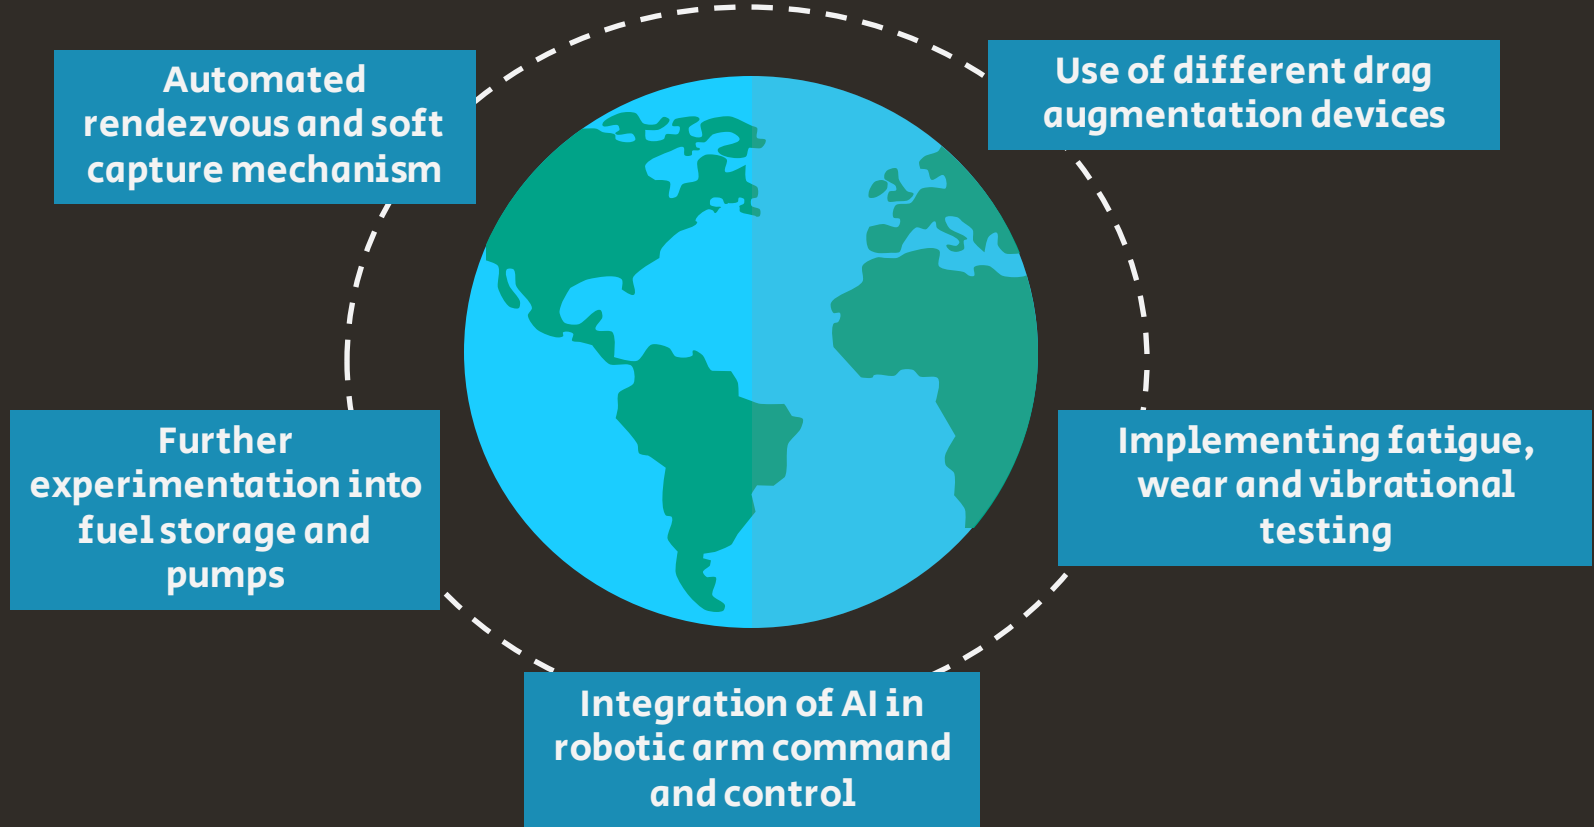 Automated
rendezvous and soft
capture mechanism
Use of different drag
augmentation devices
Further
experimentation into
fuel storage and
pumps
Implementing fatigue,
wear and vibrational
testing
Integration of AI in
robotic arm command
and control